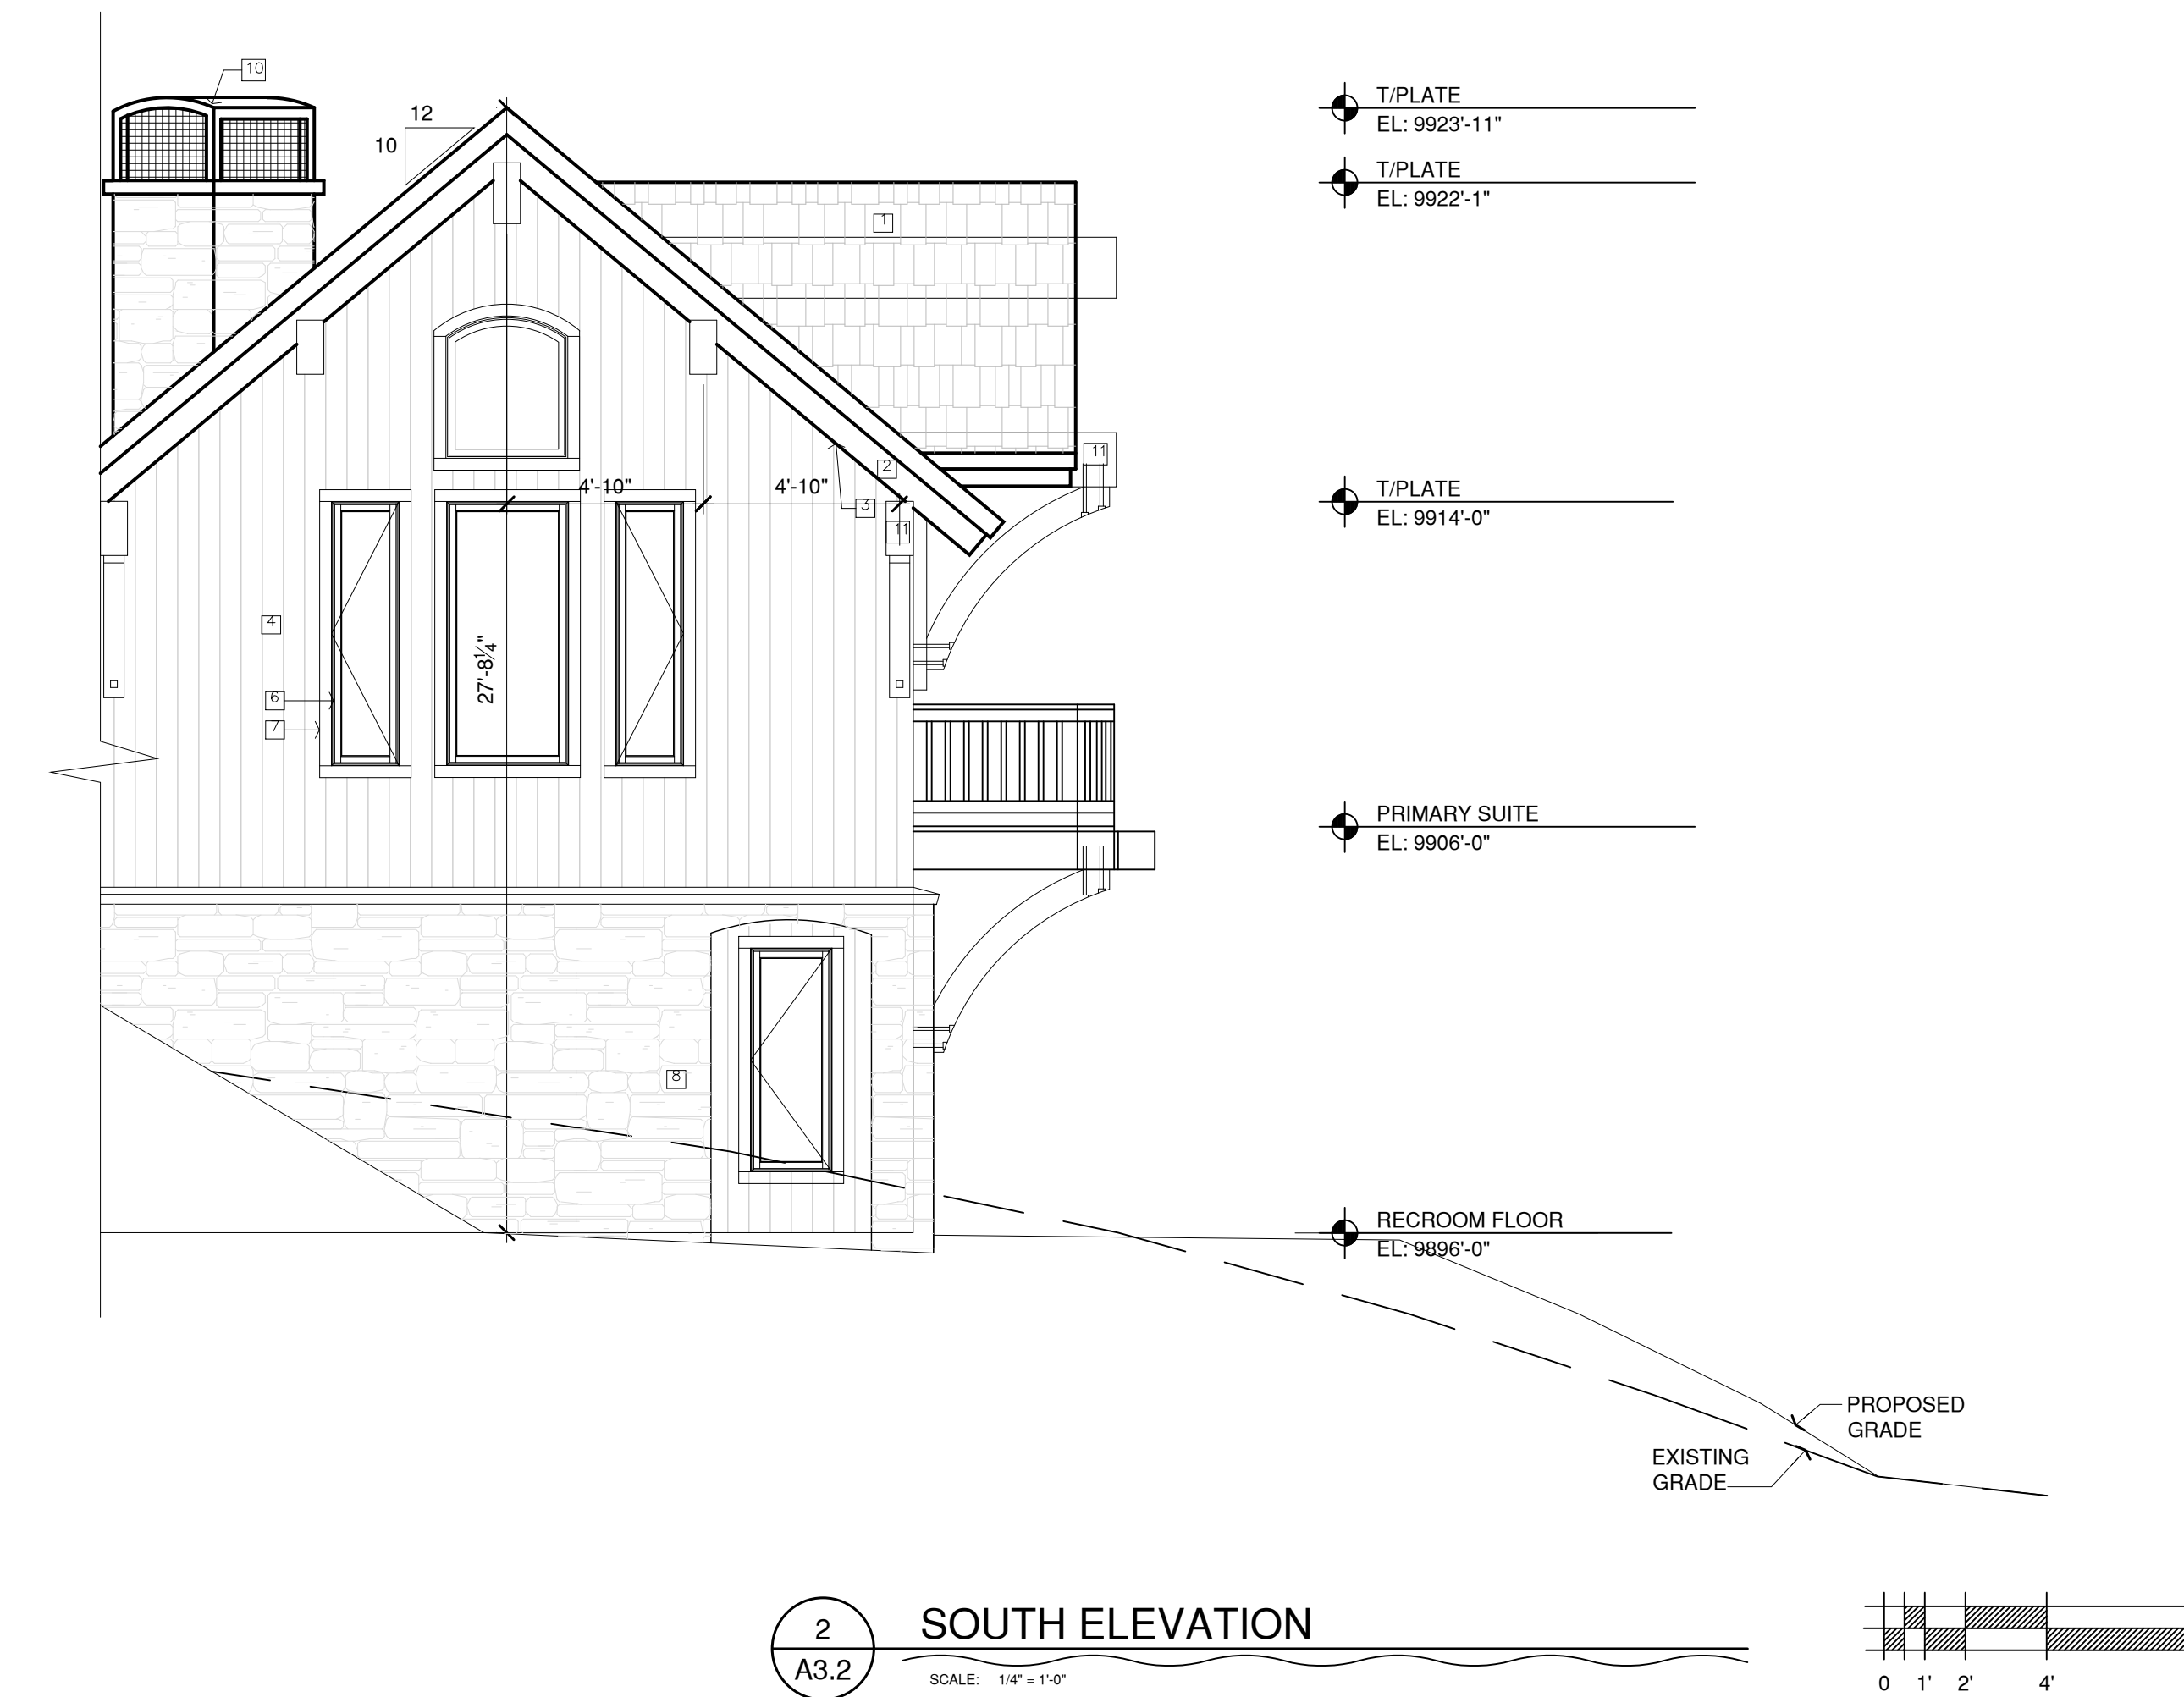 10
12
10
T/PLATE
EL: 9923'-11"
T/PLATE
EL: 9922'-1"
1
11
2
4'-10"
4'-10"
3
11
T/PLATE
EL: 9914'-0"
4
27'-8¼"
6
7
PRIMARY SUITE
EL: 9906'-0"
8
RECROOM FLOOR
EL: 9896'-0"
PROPOSED
GRADE
EXISTING
GRADE
2
A3.2
SOUTH ELEVATION
SCALE: 1/4" = 1'-0"
0 1' 2' 4'